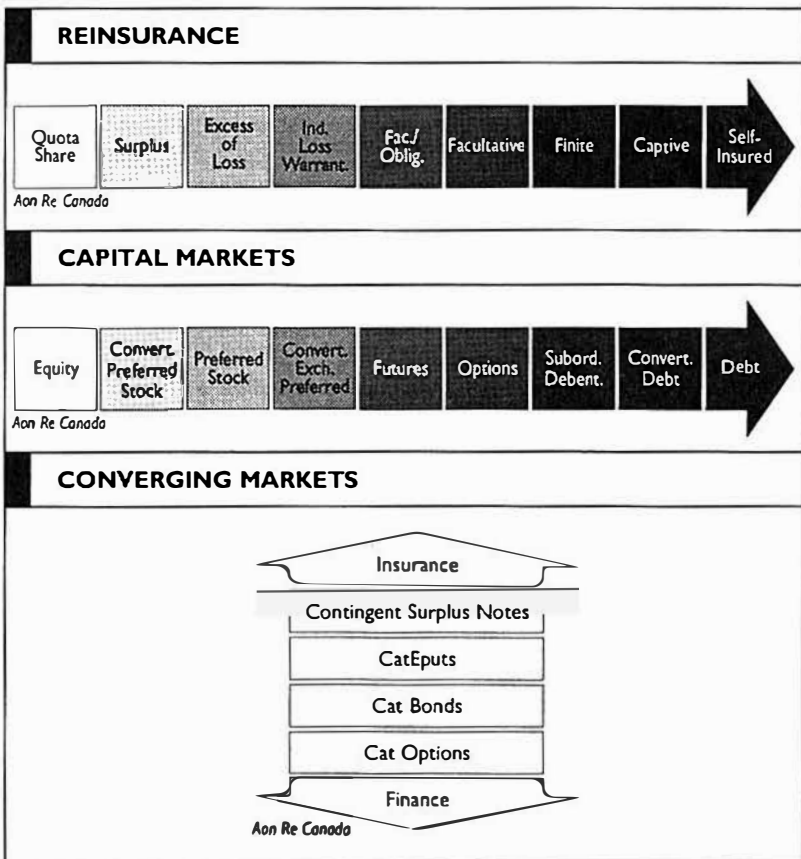 REINSURANCE
Quota
Share
Surplus
Excess
of
Loss
Ind.
Loss
Warrant.
Fac./
Oblig.
Facultative
Finite
Captive
Self-
Insured
Aon Re Canada
CAPITAL MARKETS
Equity
Convert.
Preferred
Stock
Preferred
Stock
Convert.
Exch.
Preferred
Futures
Options
Subord.
Debent.
Convert.
Debt
Debt
Aon Re Canada
CONVERGING MARKETS
Insurance
Contingent Surplus Notes
CatEputs
Cat Bonds
Cat Options
Finance
Aon Re Canada